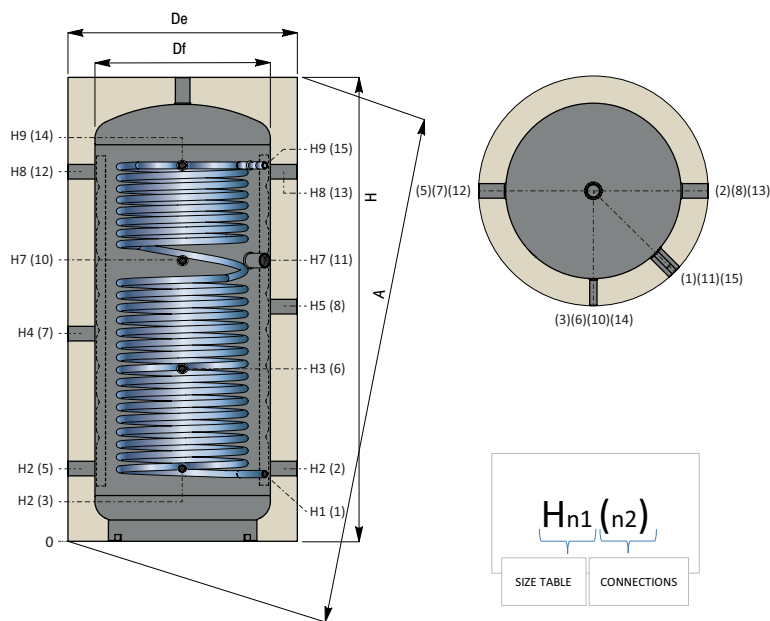 De
Df
H9 (14)
H9 (15)
H8 (12)
H8 (13)
H
H7 (10)
H7 (11)
A
H5 (8)
H4 (7)
H3 (6)
H2 (5)
H2 (2)
H2 (3)
H1 (1)
0
(5)(7)(12)
(2)(8)(13)
(1)(11)(15)
(3)(6)(10)(14)
Hn1 (n2)
SIZE TABLE
CONNECTIONS